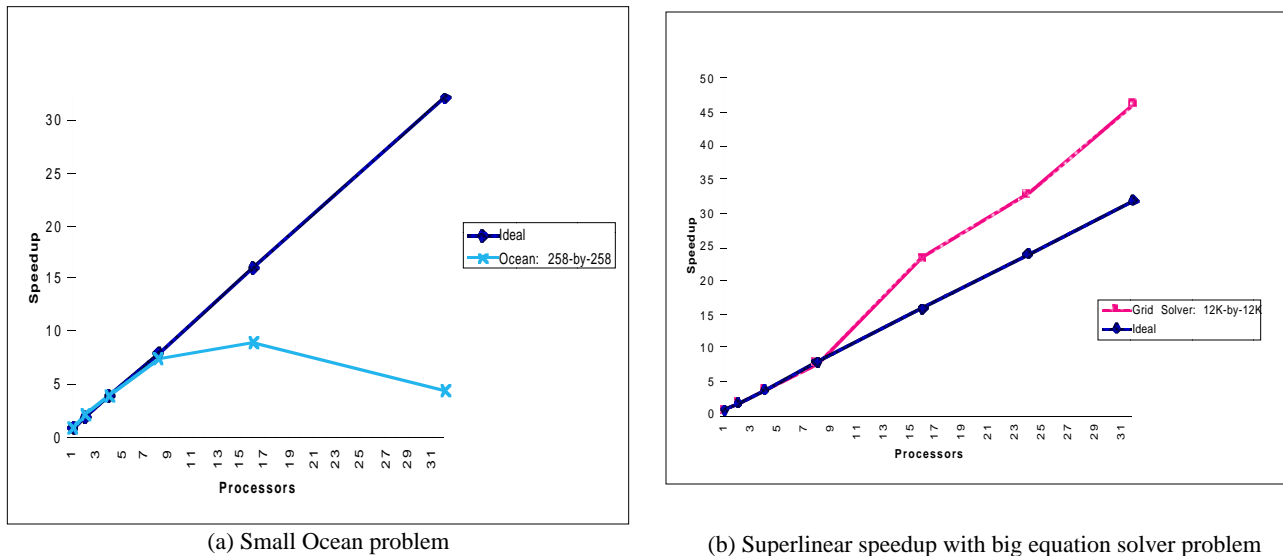 30
25
20
15
10
5
0
Speedup
1 3 5 7 9 11 13 15 17 19 21 23 25 27 29 31
Processors
Ideal
Ocean: 258-by-258
(a) Small Ocean problem
50
45
40
35
30
25
20
15
10
5
0
Speedup
1 3 5 7 9 11 13 15 17 19 21 23 25 27 29 31
Processors
Grid Solver: 12K-by-12K
Ideal
(b) Superlinear speedup with big equation solver problem